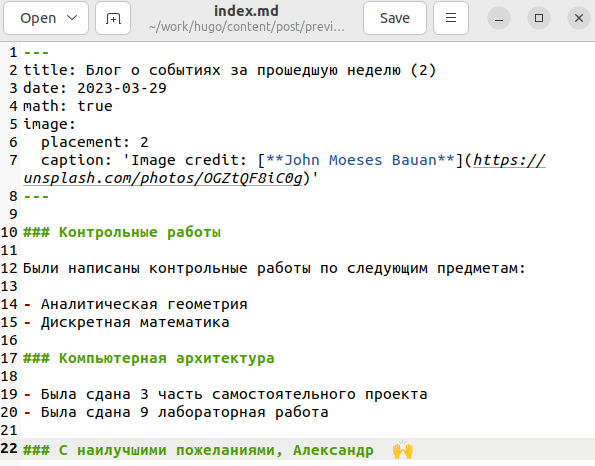 Open index.md Save
~/work/hugo/content/post/previ…
1 ---
2 title: Блог о событиях за прошедшую неделю (2)
3 date: 2023-03-29
4 math: true
5 image:
6   placement: 2
7   caption: 'Image credit: [**John Moeses Bauan**](https://
unsplash.com/photos/OGZtQF8iC0g)'
8 ---
9
10 ### Контрольные работы
11
12 Были написаны контрольные работы по следующим предметам:
13
14 - Аналитическая геометрия
15 - Дискретная математика
16
17 ### Компьютерная архитектура
18
19 - Была сдана 3 часть самостоятельного проекта
20 - Была сдана 9 лабораторная работа
21
22 ### С наилучшими пожеланиями, Александр 🙌